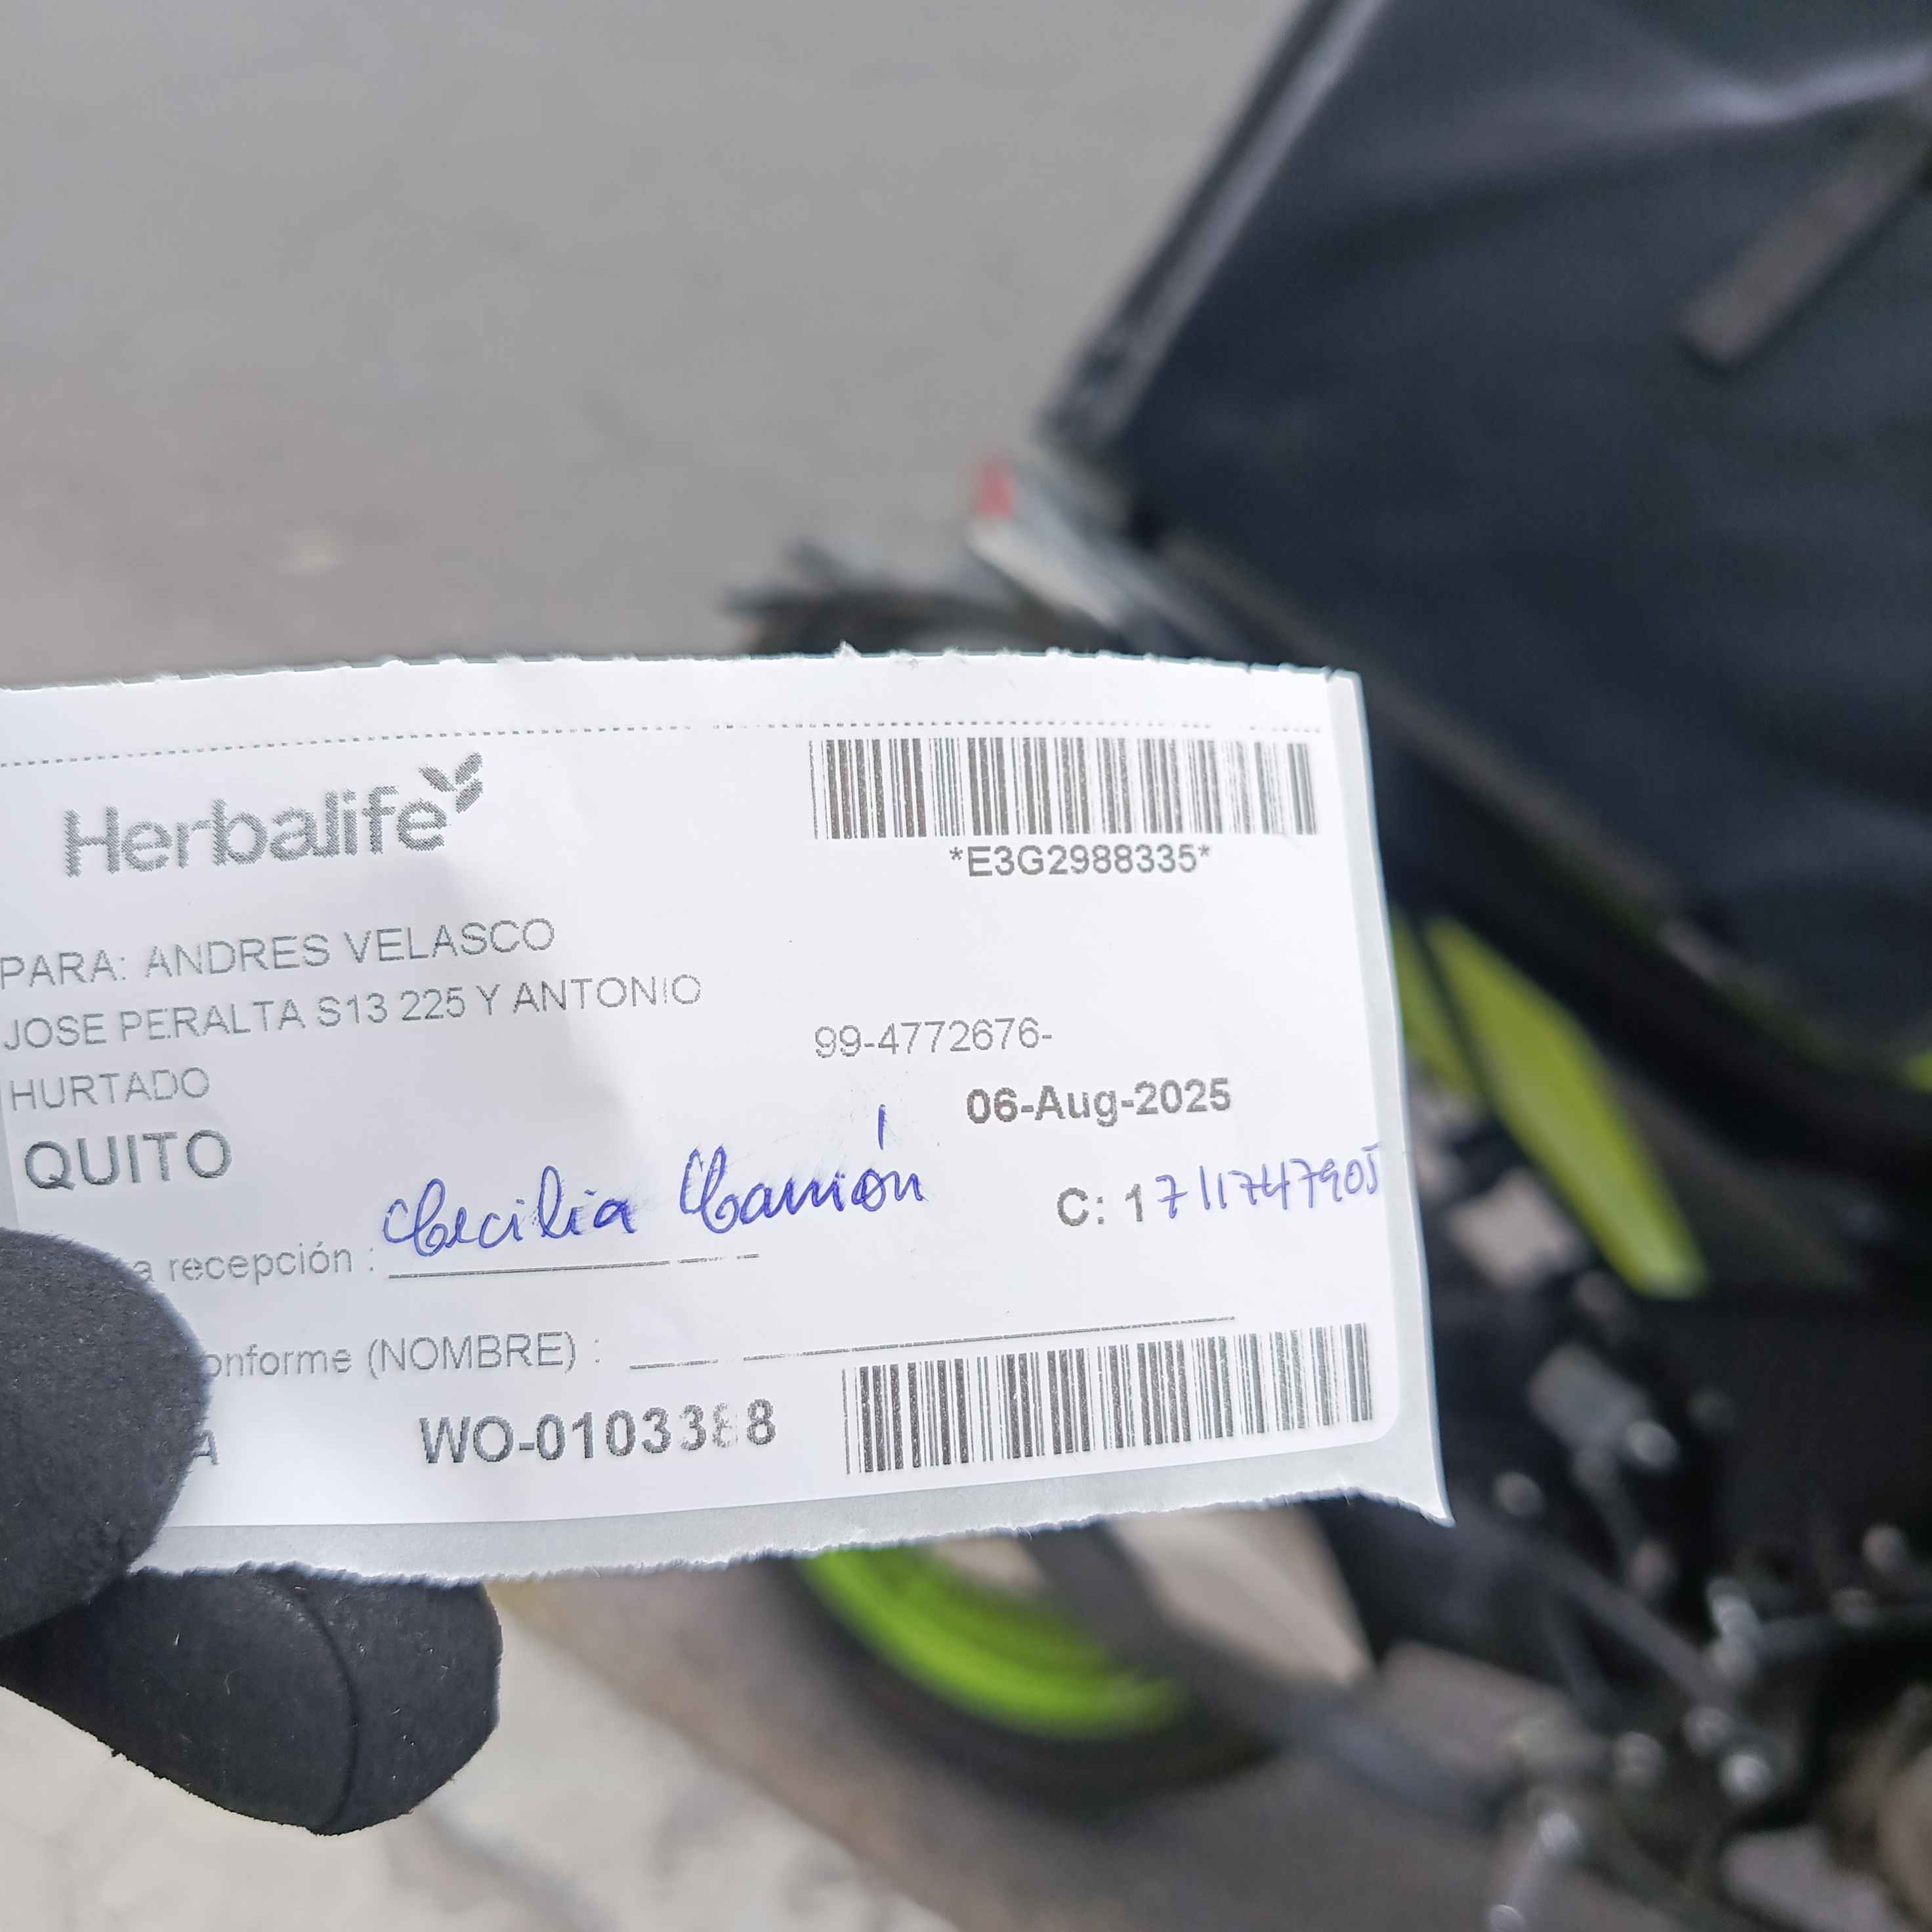 Herbalife
*E3G2988335*
PARA: ANDRES VELASCO
JOSE PERALTA S13 225 Y ANTONIO
HURTADO
99-4772676-
06-Aug-2025
QUITO
Cecilia Carrión
C: 1711747905
a recepción :
onforme (NOMBRE) :
A
WO-0103388